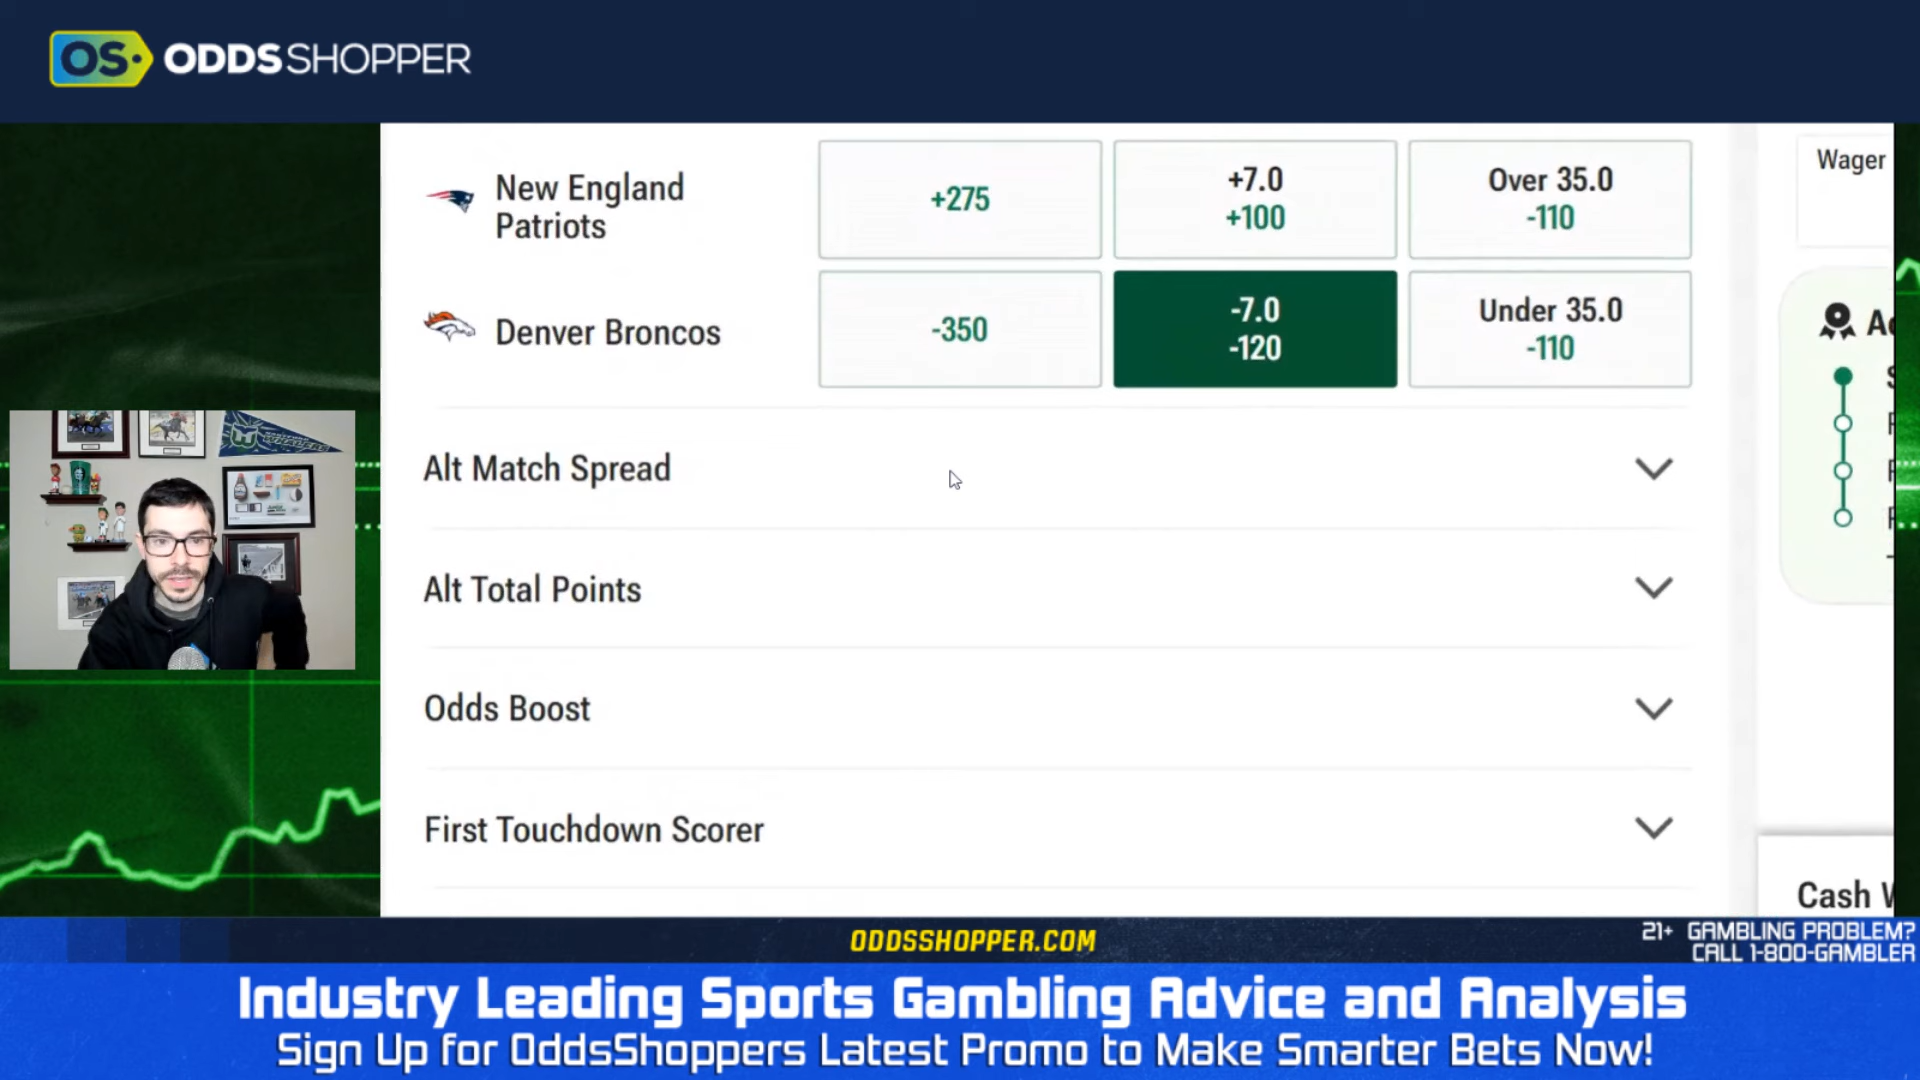 OS
ODDSSHOPPER
New England
Patriots
+275
+7.0
+100
Over 35.0
-110
Wager
Denver Broncos
-350
-7.0
-120
Under 35.0
-110
Alt Match Spread
Alt Total Points
Odds Boost
First Touchdown Scorer
Cash
ODDSSHOPPER.COM
21+ GAMBLING PROBLEM?
CALL 1-800-GAMBLER
Industry Leading Sports Gambling Advice and Analysis
Sign Up for OddsShoppers Latest Promo to Make Smarter Bets Now!